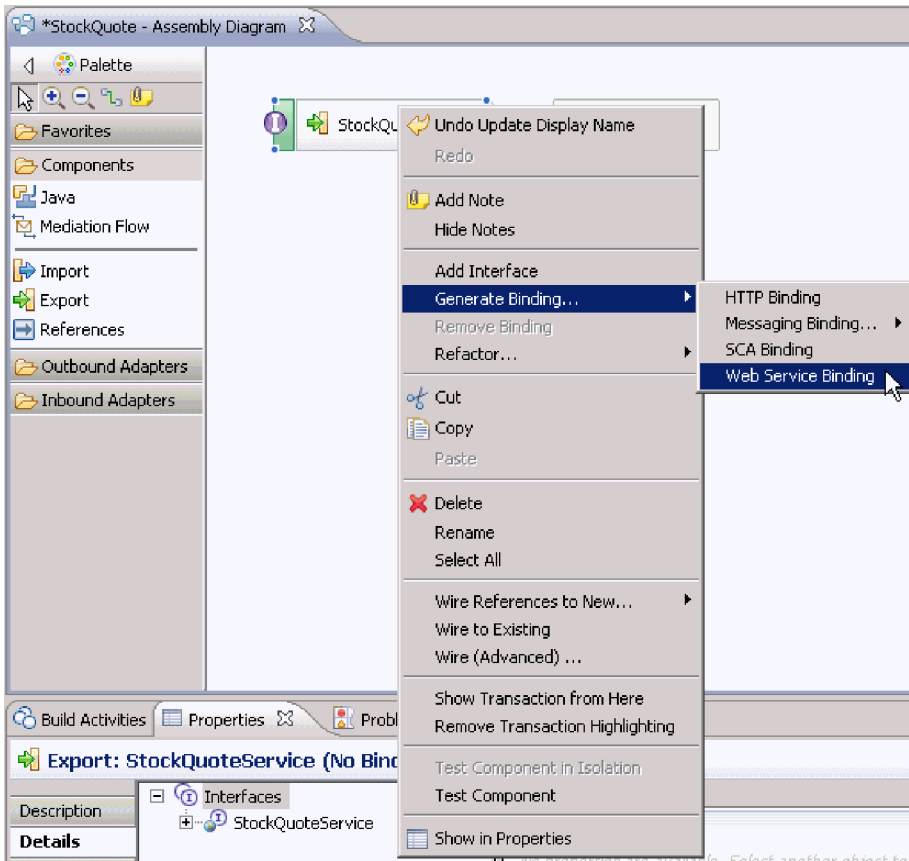 *StockQuote - Assembly Diagram
Palette
Favorites
Components
Java
Mediation Flow
Import
Export
References
Outbound Adapters
Inbound Adapters
StockQu
Undo Update Display Name
Redo
Add Note
Hide Notes
Add Interface
Generate Binding...
Remove Binding
Refactor...
Cut
Copy
Paste
Delete
Rename
Select All
Wire References to New...
Wire to Existing
Wire (Advanced) ...
Show Transaction from Here
Remove Transaction Highlighting
Test Component in Isolation
Test Component
Show in Properties
HTTP Binding
Messaging Binding...
SCA Binding
Web Service Binding
Build Activities
Properties
Probl
Export: StockQuoteService (No Bind
Description
Details
Interfaces
StockQuoteService